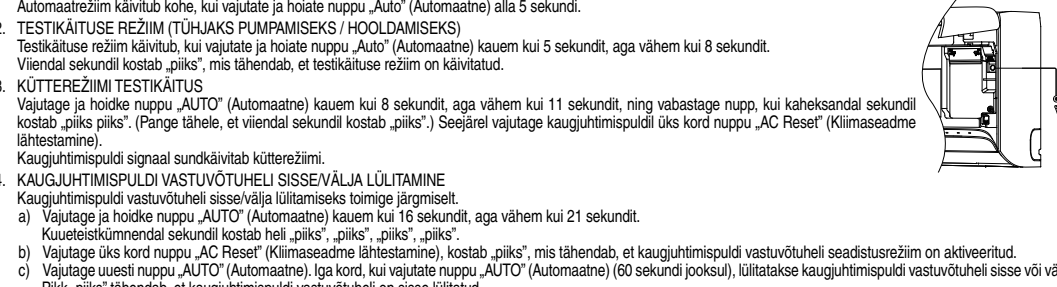 Automaatrežiim käivitub kohe, kui vajutate ja hoiate nuppu „Auto” (Automaatne) alla 5 sekundi.
2. TESTIKÄITUSE REŽIIM (TÜHJAKS PUMPAMISEKS / HOOLDAMISEKS)
Testikäituse režiim käivitub, kui vajutate ja hoiate nuppu „Auto” (Automaatne) kauem kui 5 sekundit, aga vähem kui 8 sekundit.
Viiendal sekundil kostab „piiks”, mis tähendab, et testikäituse režiim on käivitatud.
3. KÜTTEREŽIIMI TESTIKÄITUS
Vajutage ja hoidke nuppu „AUTO” (Automaatne) kauem kui 8 sekundit, aga vähem kui 11 sekundit, ning vabastage nupp, kui kaheksandal sekundil
kostab „piiks piiks”. (Pange tähele, et viiendal sekundil kostab „piiks”.) Seejärel vajutage kaugjuhtimispuldil üks kord nuppu „AC Reset” (Kliimaseadme
lähtestamine).
Kaugjuhtimispuldi signaal sundkäivitab kütterežiimi.
4. KAUGJUHTIMISPULDI VASTUVÕTUHELI SISSE/VÄLJA LÜLITAMINE
Kaugjuhtimispuldi vastuvõtuheli sisse/välja lülitamiseks toimige järgmiselt.
a) Vajutage ja hoidke nuppu „AUTO” (Automaatne) kauem kui 16 sekundit, aga vähem kui 21 sekundit.
Kuueteistkümnendal sekundil kostab heli „piiks”, „piiks”, „piiks”, „piiks”.
b) Vajutage üks kord nuppu „AC Reset” (Kliimaseadme lähtestamine), kostab „piiks”, mis tähendab, et kaugjuhtimispuldi vastuvõtuheli seadistusrežiim on aktiveeritud.
c) Vajutage uuesti nuppu „AUTO” (Automaatne). Iga kord, kui vajutate nuppu „AUTO” (Automaatne) (60 sekundi jooksul), lülitatakse kaugjuhtimispuldi vastuvõtuheli sisse või
Pikk „piiks” tähendab, et kaugjuhtimispuldi vastuvõtuheli on sisse lülitatud.